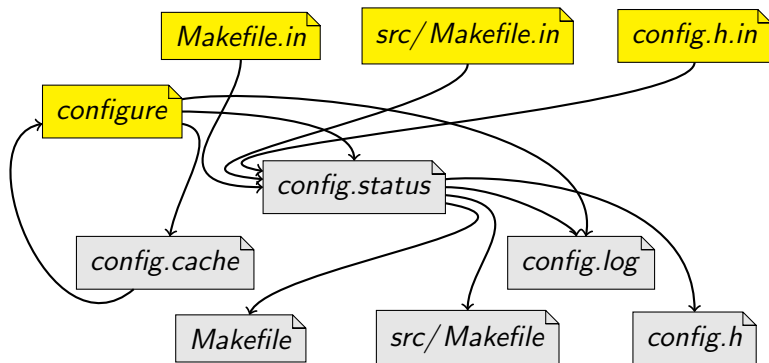 Makefile.in
src/Makefile.in
config.h.in
configure
config.status
config.cache
config.log
Makefile
src/Makefile
config.h